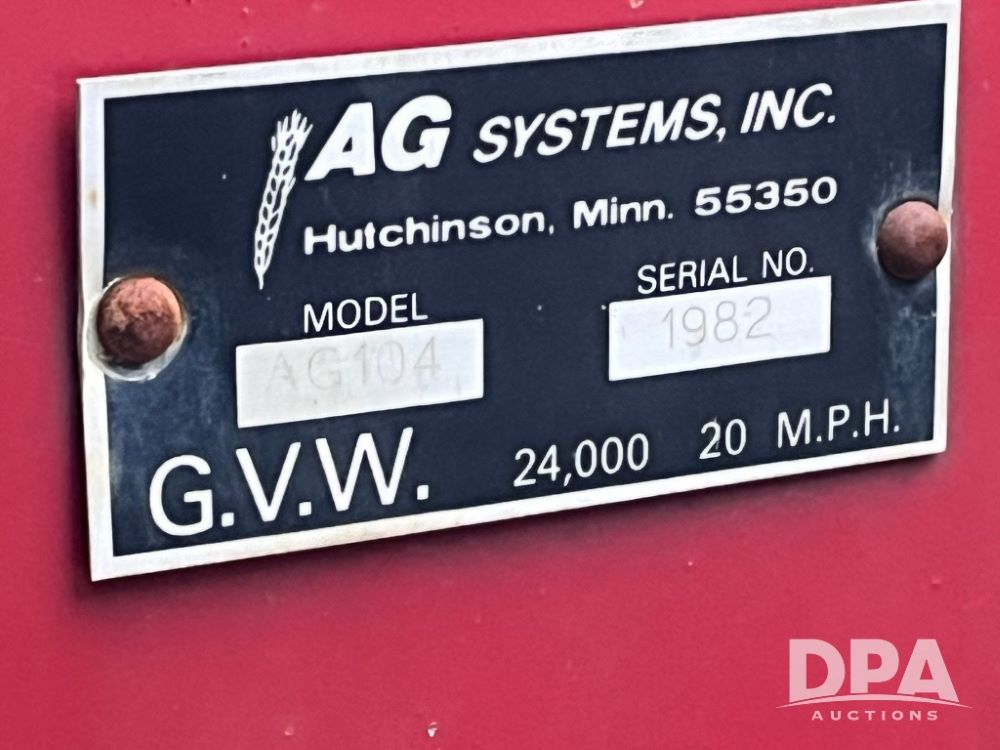 AG SYSTEMS, INC.
Hutchinson, Minn. 55350
MODEL
AG104
SERIAL NO.
1982
G.V.W. 24,000 20 M.P.H.
DPA
AUCTIONS